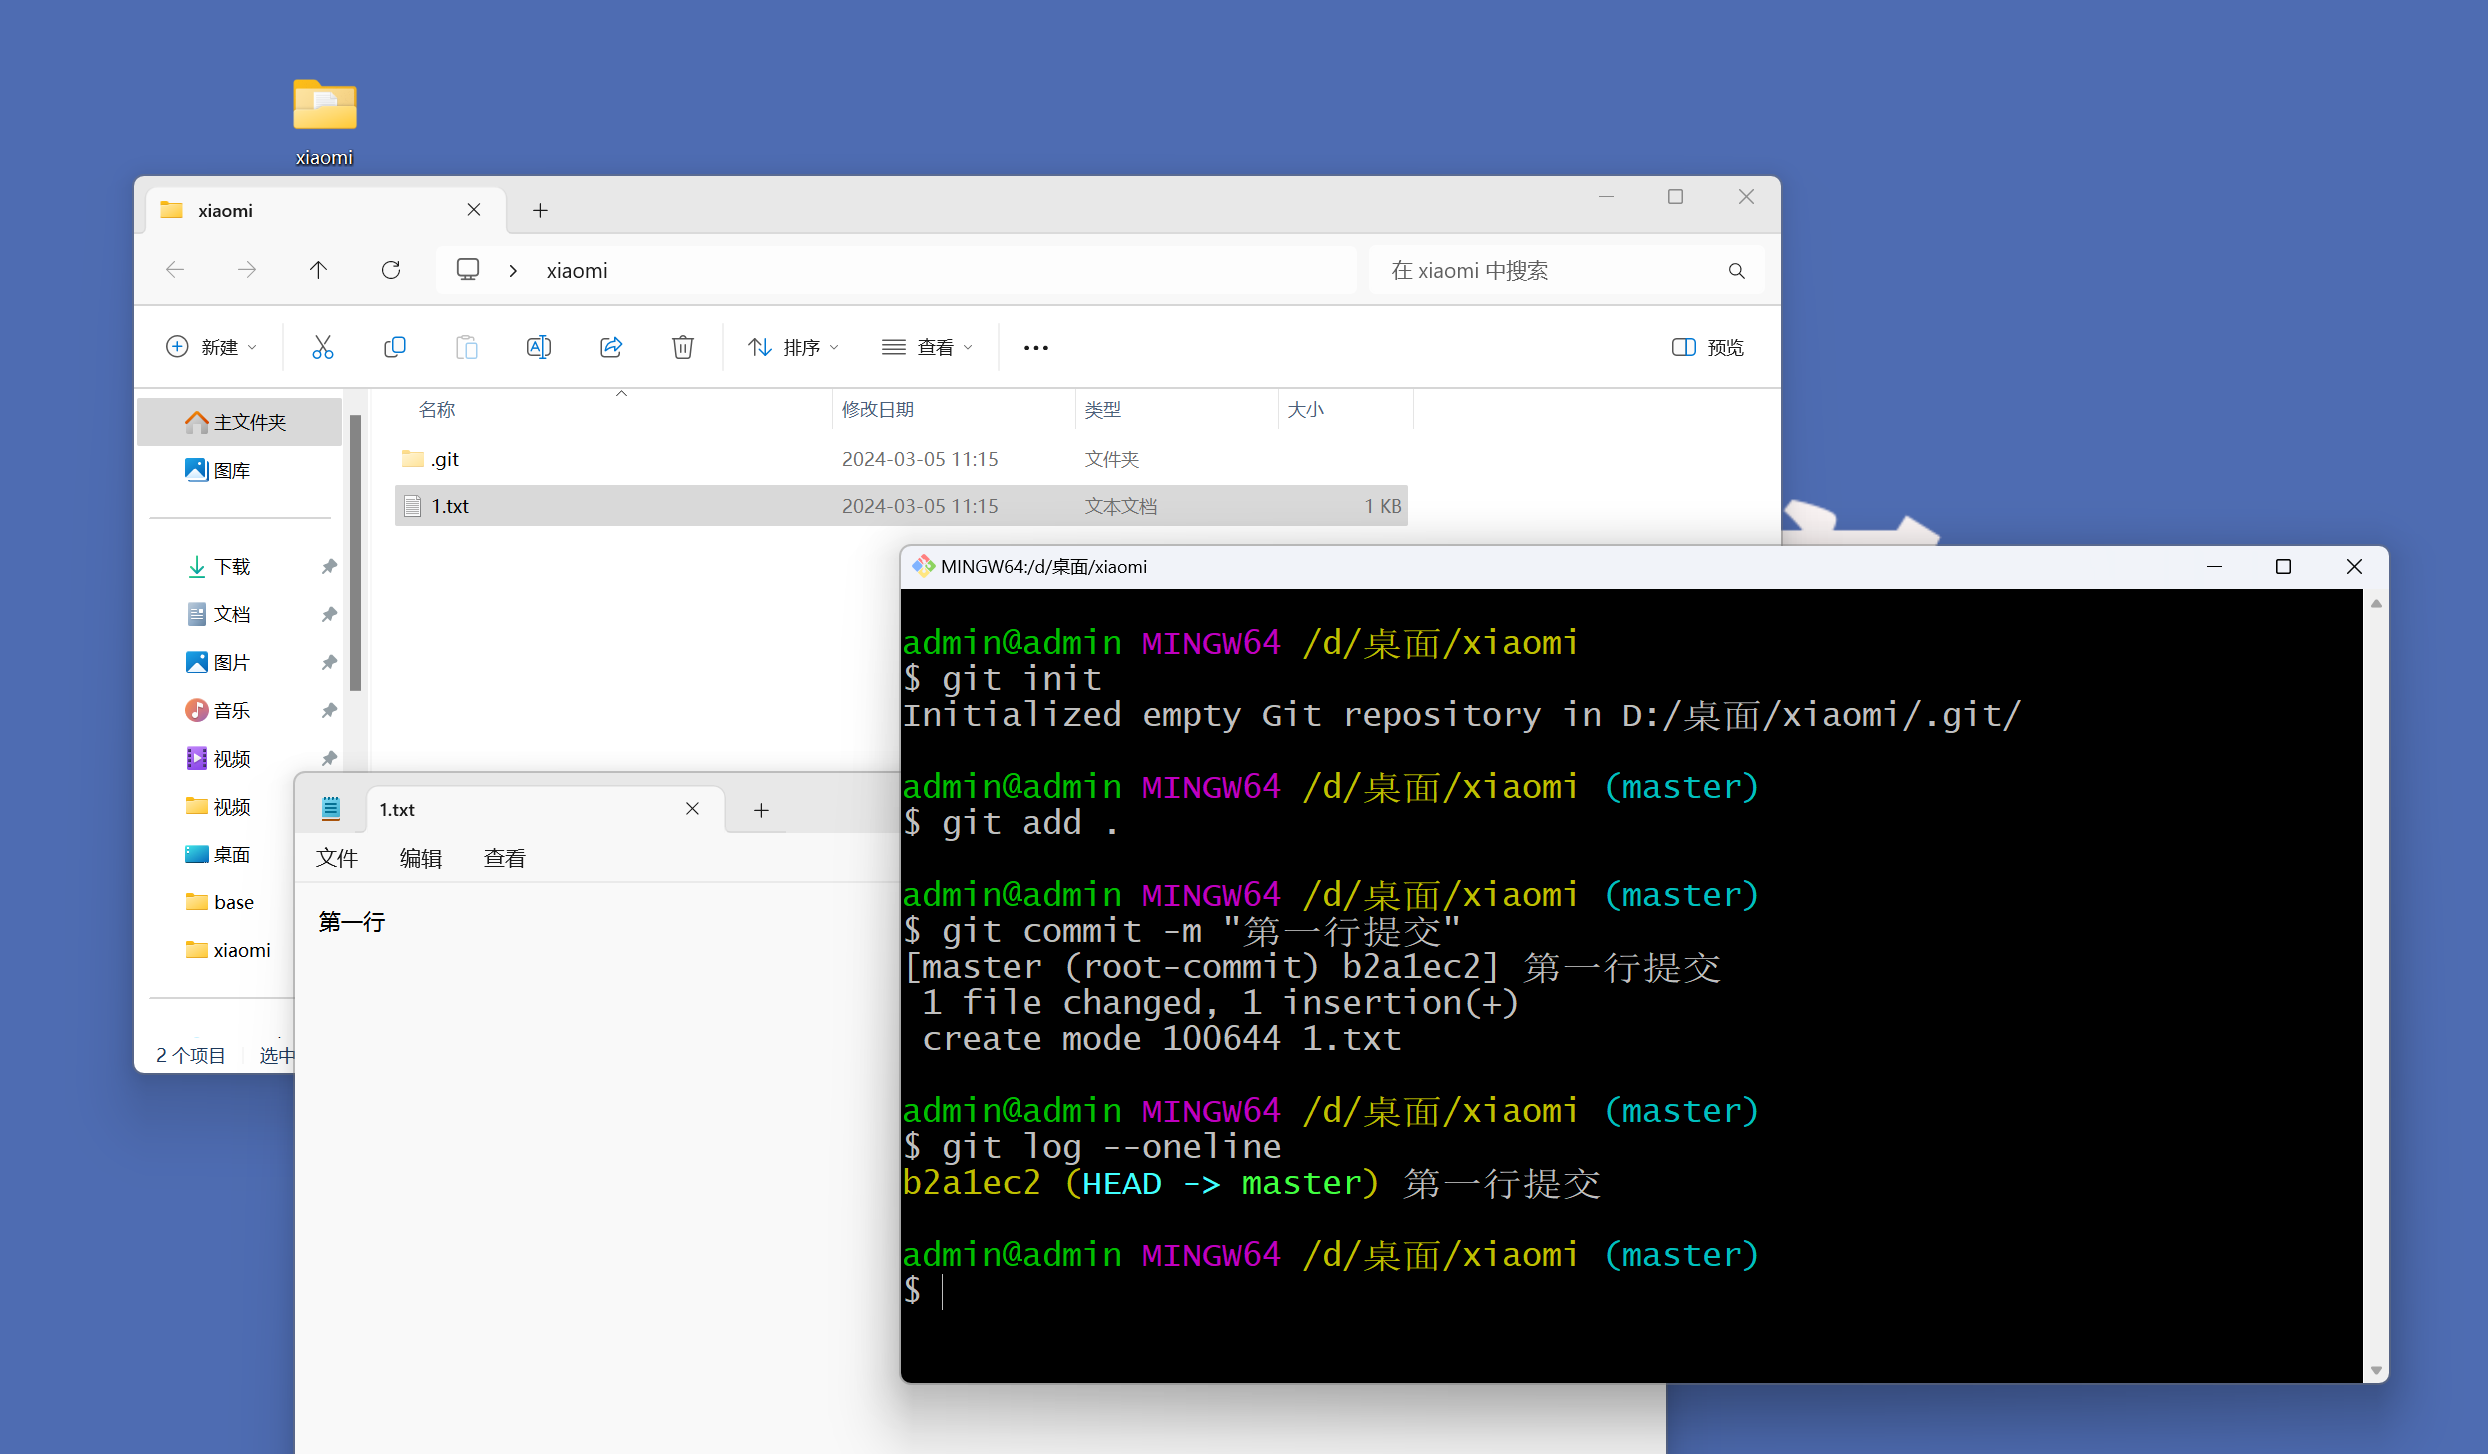 xiaomi
xiaomi
xiaomi
在 xiaomi 中搜索
新建
排序
查看
预览
名称
修改日期
类型
大小
.git
2024-03-05 11:15
文件夹
1.txt
2024-03-05 11:15
文本文档
1 KB
主文件夹
图库
下载
文档
图片
音乐
视频
视频
桌面
base
xiaomi
2 个项目
选中
1.txt
文件
编辑
查看
第一行
MINGW64:/d/桌面/xiaomi
admin@admin MINGW64 /d/桌面/xiaomi
$ git init
Initialized empty Git repository in D:/桌面/xiaomi/.git/
admin@admin MINGW64 /d/桌面/xiaomi (master)
$ git add .
admin@admin MINGW64 /d/桌面/xiaomi (master)
$ git commit -m "第一行提交"
[master (root-commit) b2a1ec2] 第一行提交
1 file changed, 1 insertion(+)
create mode 100644 1.txt
admin@admin MINGW64 /d/桌面/xiaomi (master)
$ git log --oneline
b2a1ec2 (HEAD -> master) 第一行提交
admin@admin MINGW64 /d/桌面/xiaomi (master)
$